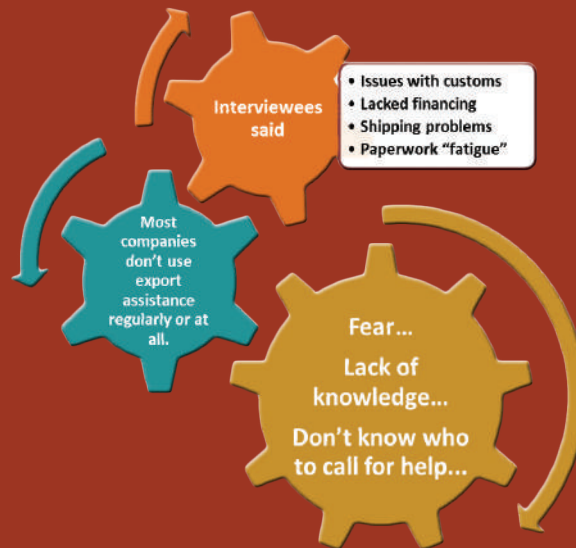 Interviewees
said
• Issues with customs
• Lacked financing
• Shipping problems
• Paperwork “fatigue”
Most
companies
don’t use
export
assistance
regularly or at
all.
Fear...
Lack of
knowledge...
Don’t know who
to call for help...